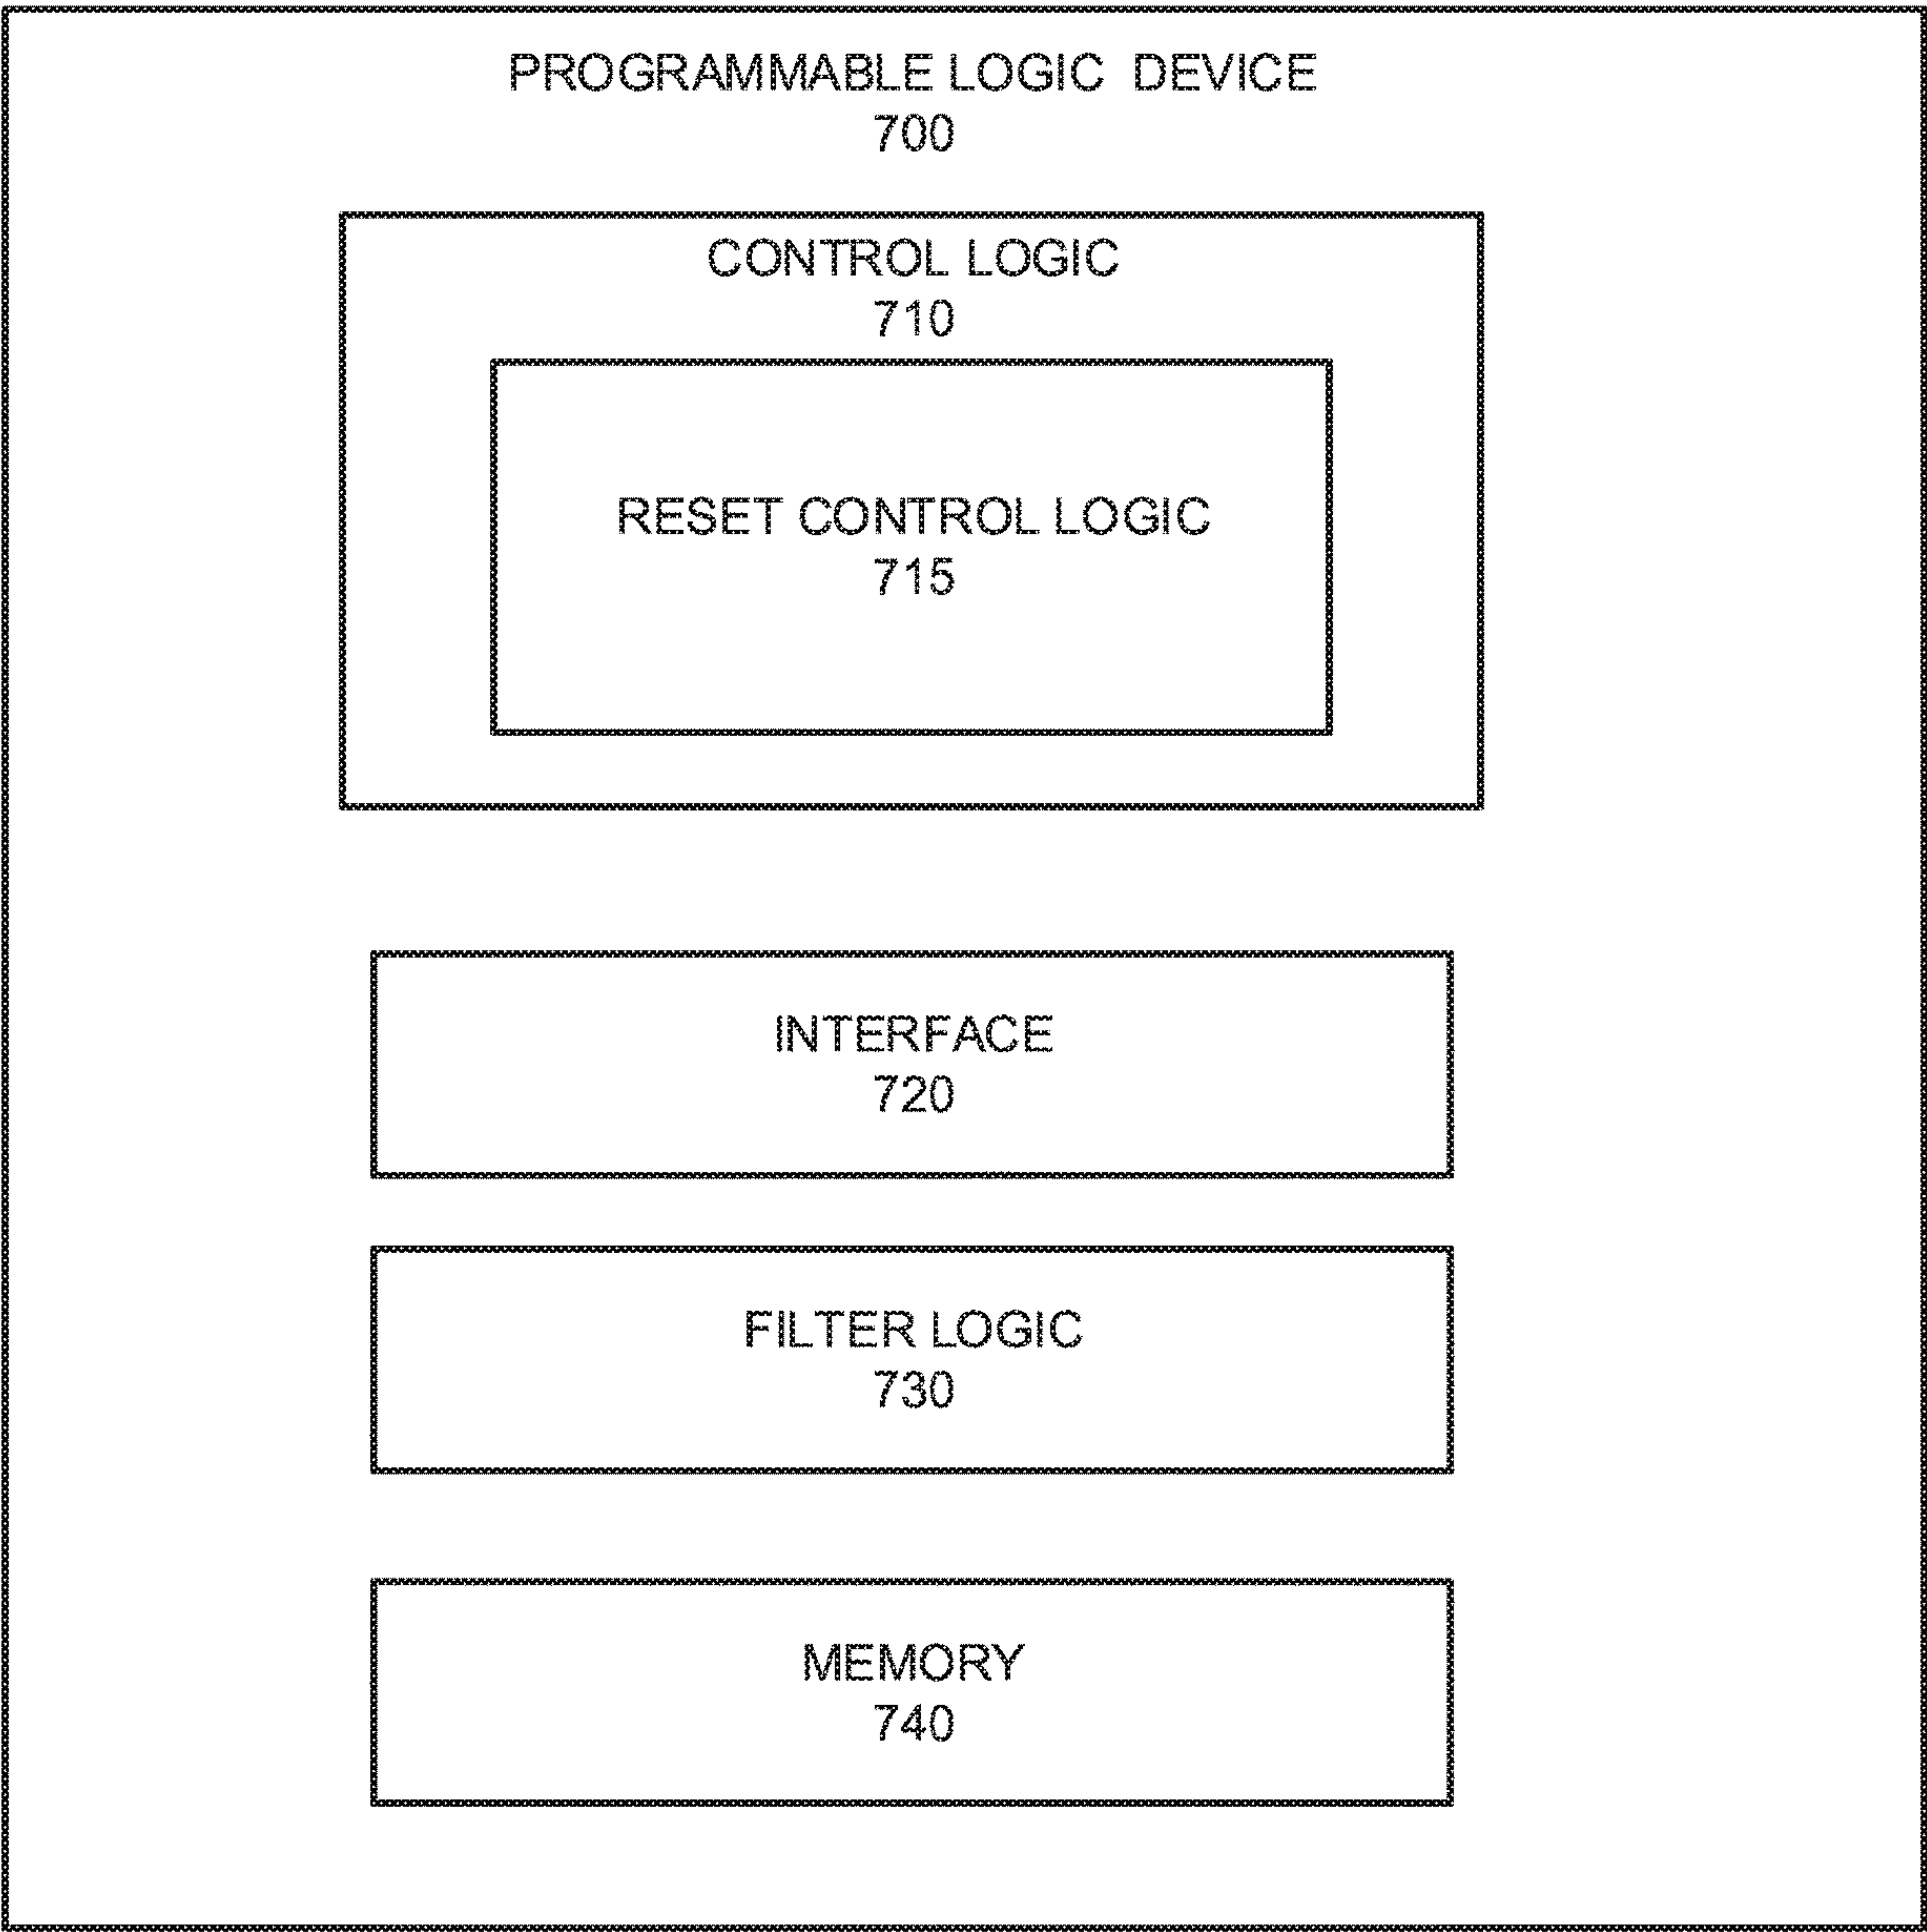 PROGRAMMABLE LOGIC DEVICE
700
CONTROL LOGIC
710
RESET CONTROL LOGIC
715
INTERFACE
720
FILTER LOGIC
730
MEMORY
740